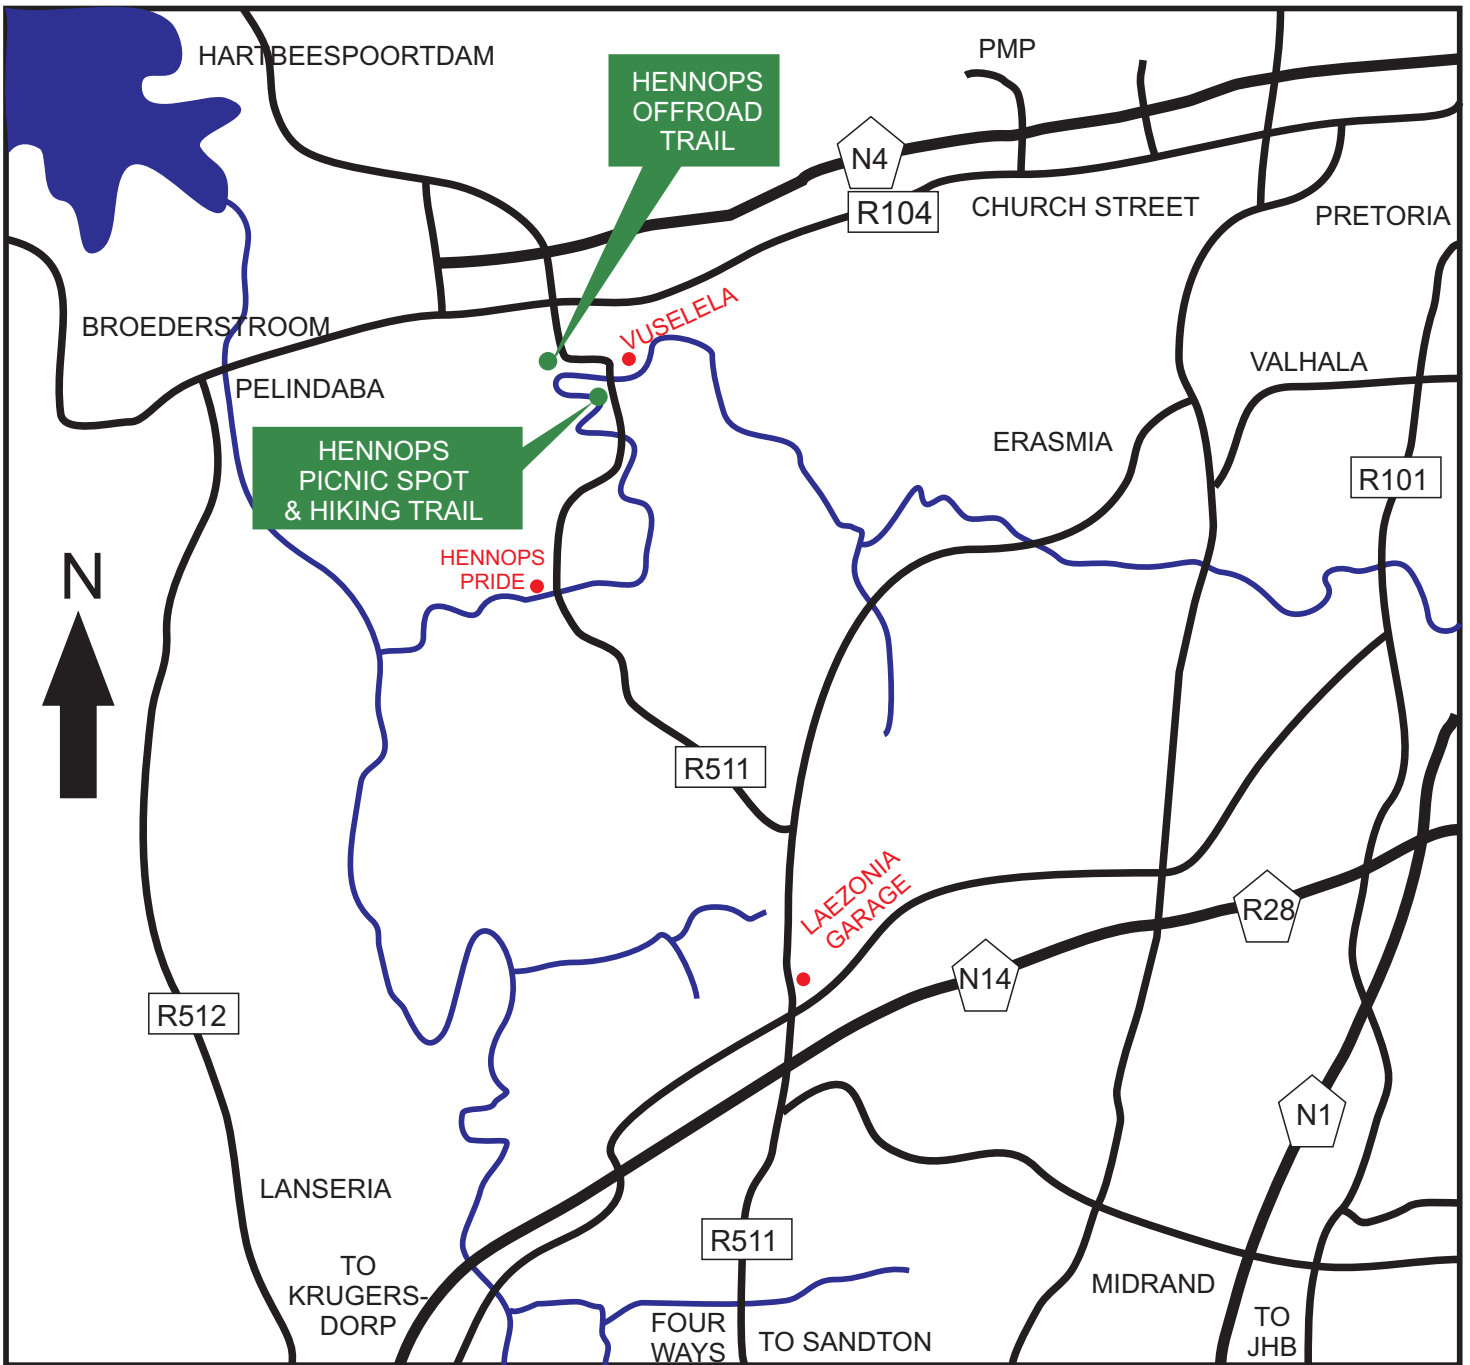 HARTBEESPOORTDAM
PMP
HENNOPS
OFFROAD
TRAIL
N4
R104
CHURCH STREET
PRETORIA
VUSELELA
BROEDERSTROOM
PELINDABA
VALHALA
ERASMIA
R101
HENNOPS
PICNIC SPOT
& HIKING TRAIL
HENNOPS
PRIDE
N
R511
LAEZONIA
GARAGE
R28
N14
R512
N1
LANSERIA
R511
TO
KRUGERS-
DORP
MIDRAND
FOUR
WAYS
TO SANDTON
TO
JHB